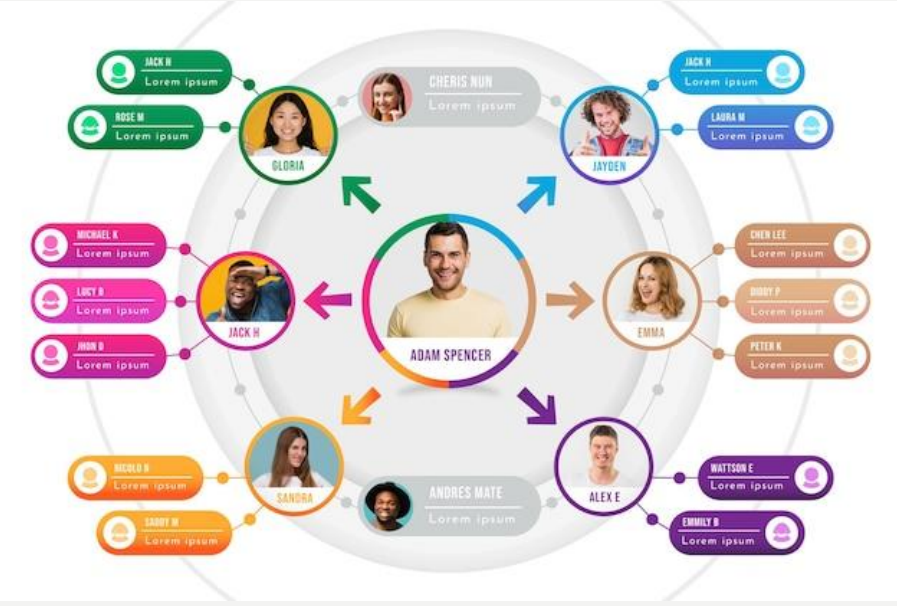 JACK H
Lorem ipsum
ROSE M
Lorem ipsum
GLORIA
CHERIS NUN
Lorem ipsum
JAYDEN
JACK H
Lorem ipsum
LAURA M
Lorem ipsum
MICHAEL K
Lorem ipsum
LUCY B
Lorem ipsum
JHON D
Lorem ipsum
JACK H
ADAM SPENCER
EMMA
CHEN LEE
Lorem ipsum
DIDDY P
Lorem ipsum
PETER K
Lorem ipsum
NICOLO B
Lorem ipsum
Lorem ipsum
SANDRA
ANDRES MATE
Lorem ipsum
ALEX E
WATTSON E
Lorem ipsum
EMMILY B
Lorem ipsum